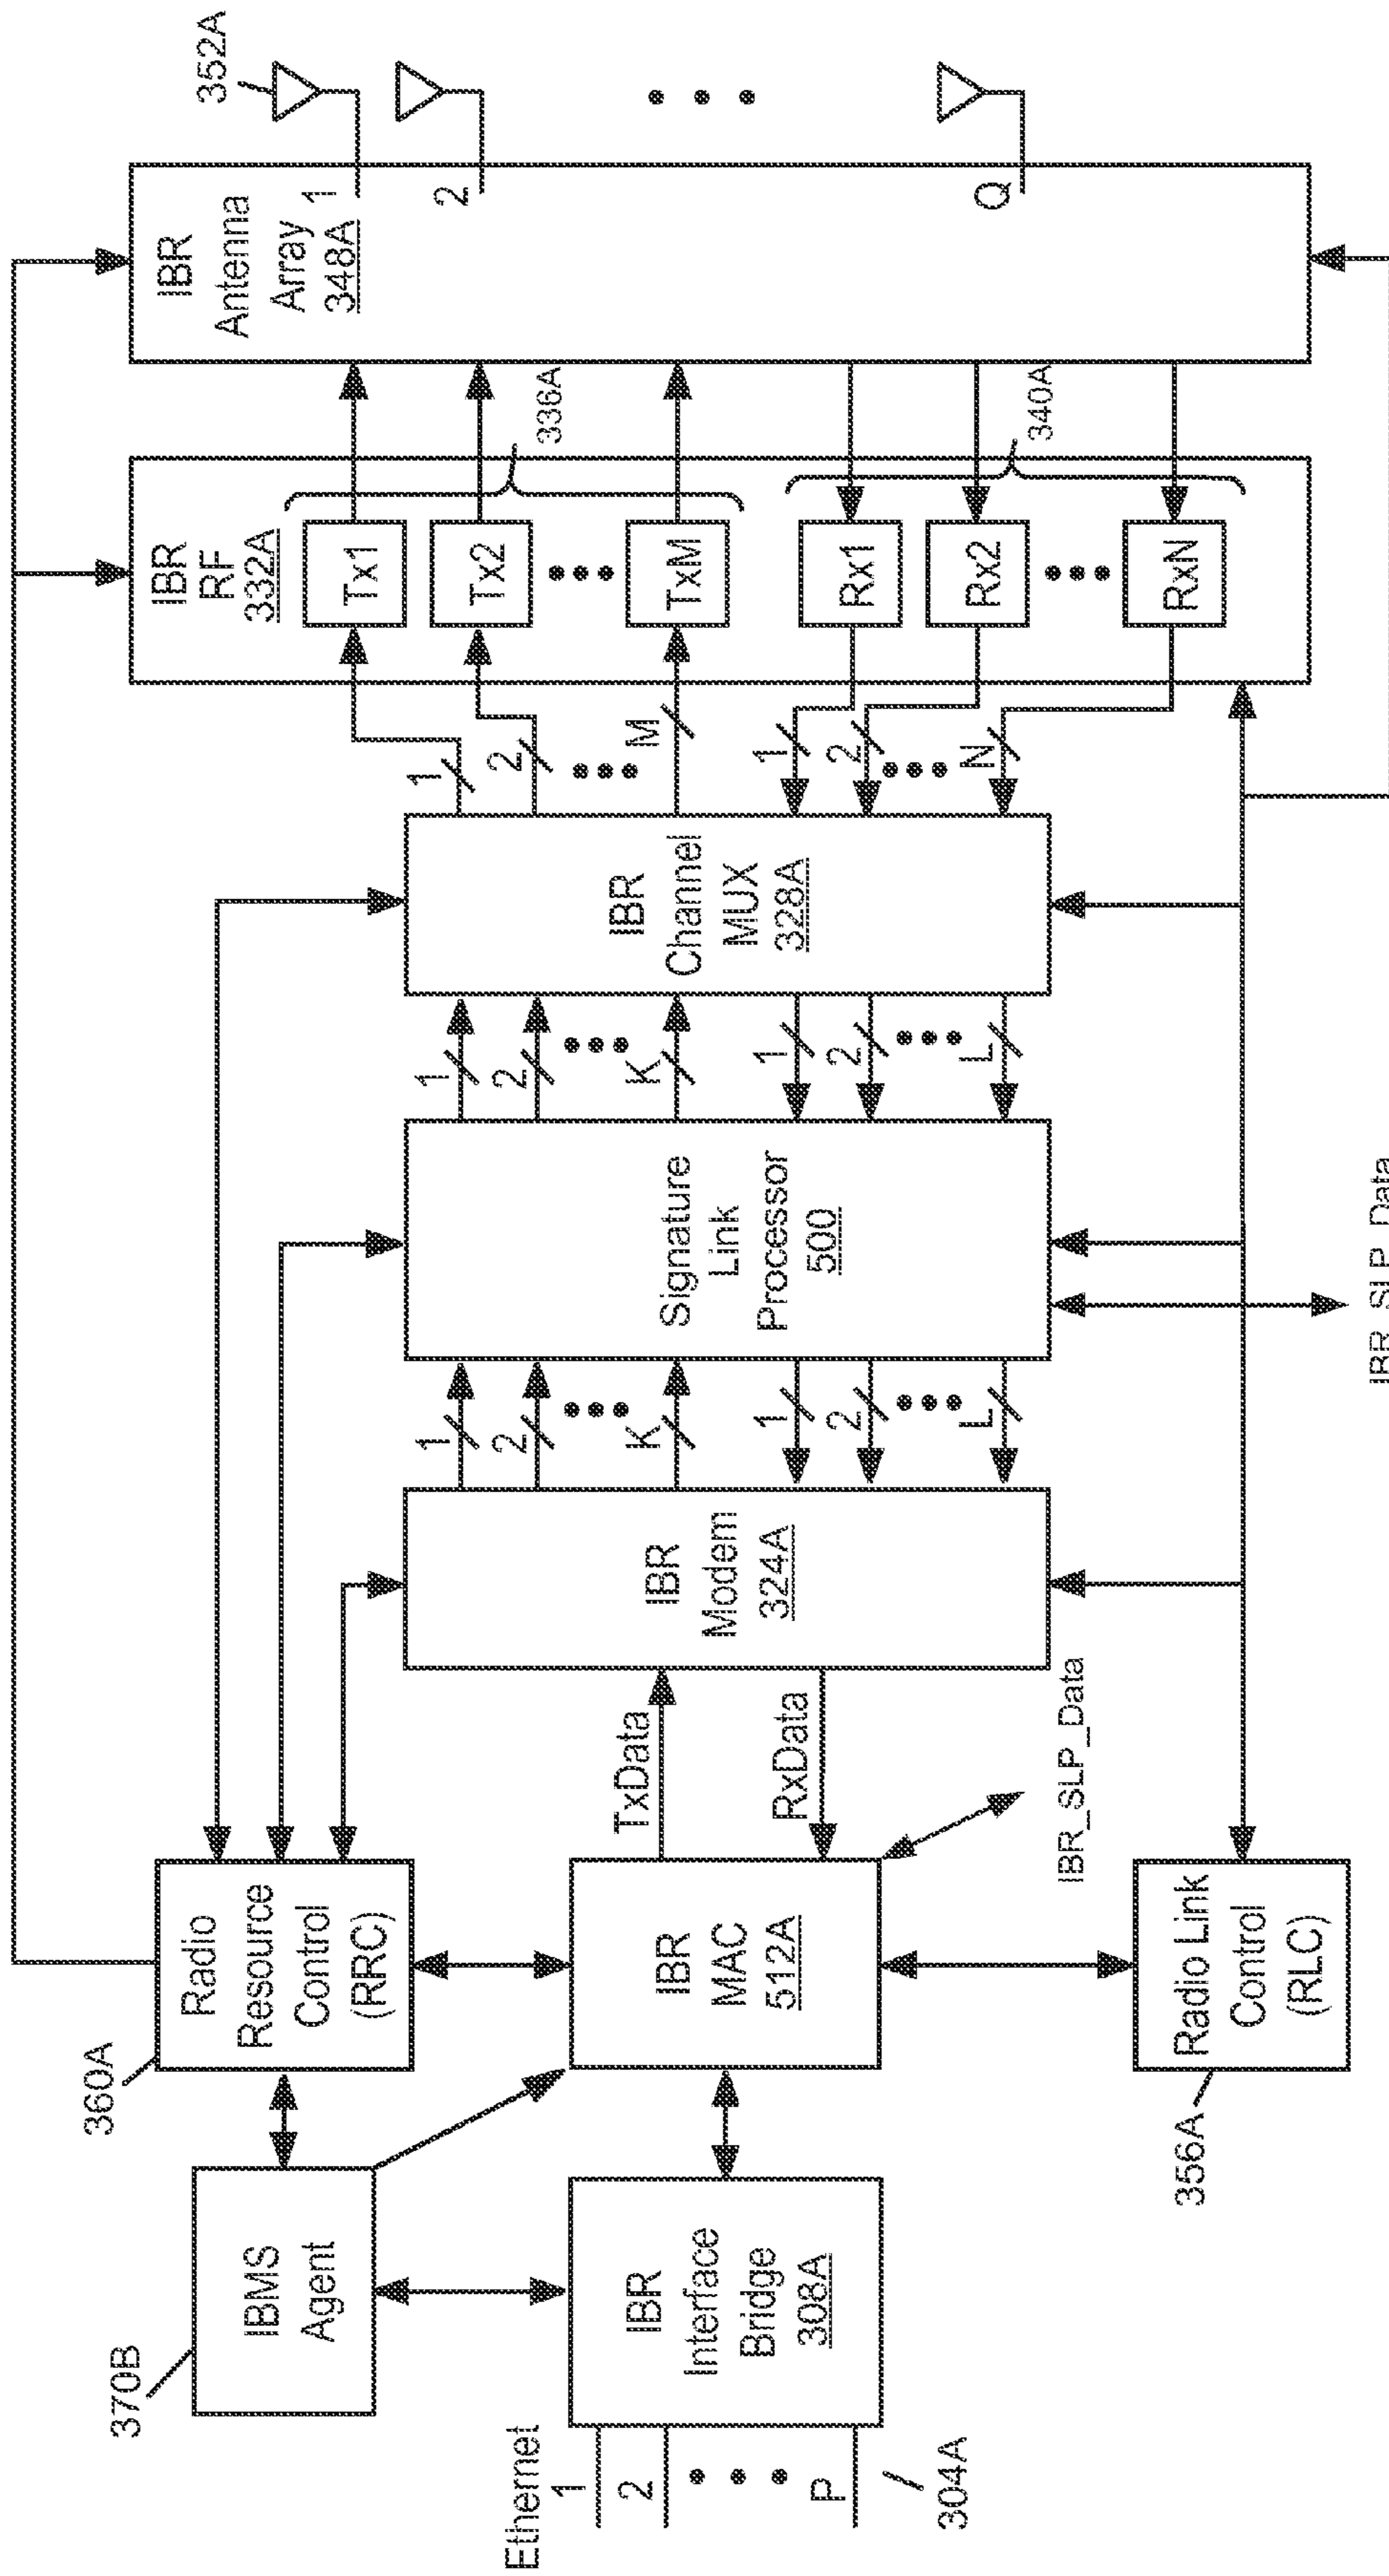 352A
IBR
Antenna
Array
348A
1
2
Q
IBR
RF
332A
Tx1
Tx2
TxM
336A
Rx1
Rx2
RxN
340A
1
2
M
1
2
N
IBR
Channel
MUX
328A
1
2
K
1
2
L
Signature
Link
Processor
500
IBR_SLP_Data
1
2
K
1
2
L
IBR
Modem
324A
TxData
RxData
IBR_SLP_Data
360A
Radio
Resource
Control
(RRC)
IBR
MAC
512A
Radio Link
Control
(RLC)
356A
370B
IBMS
Agent
IBR
Interface
Bridge
308A
Ethernet
1
2
P
304A